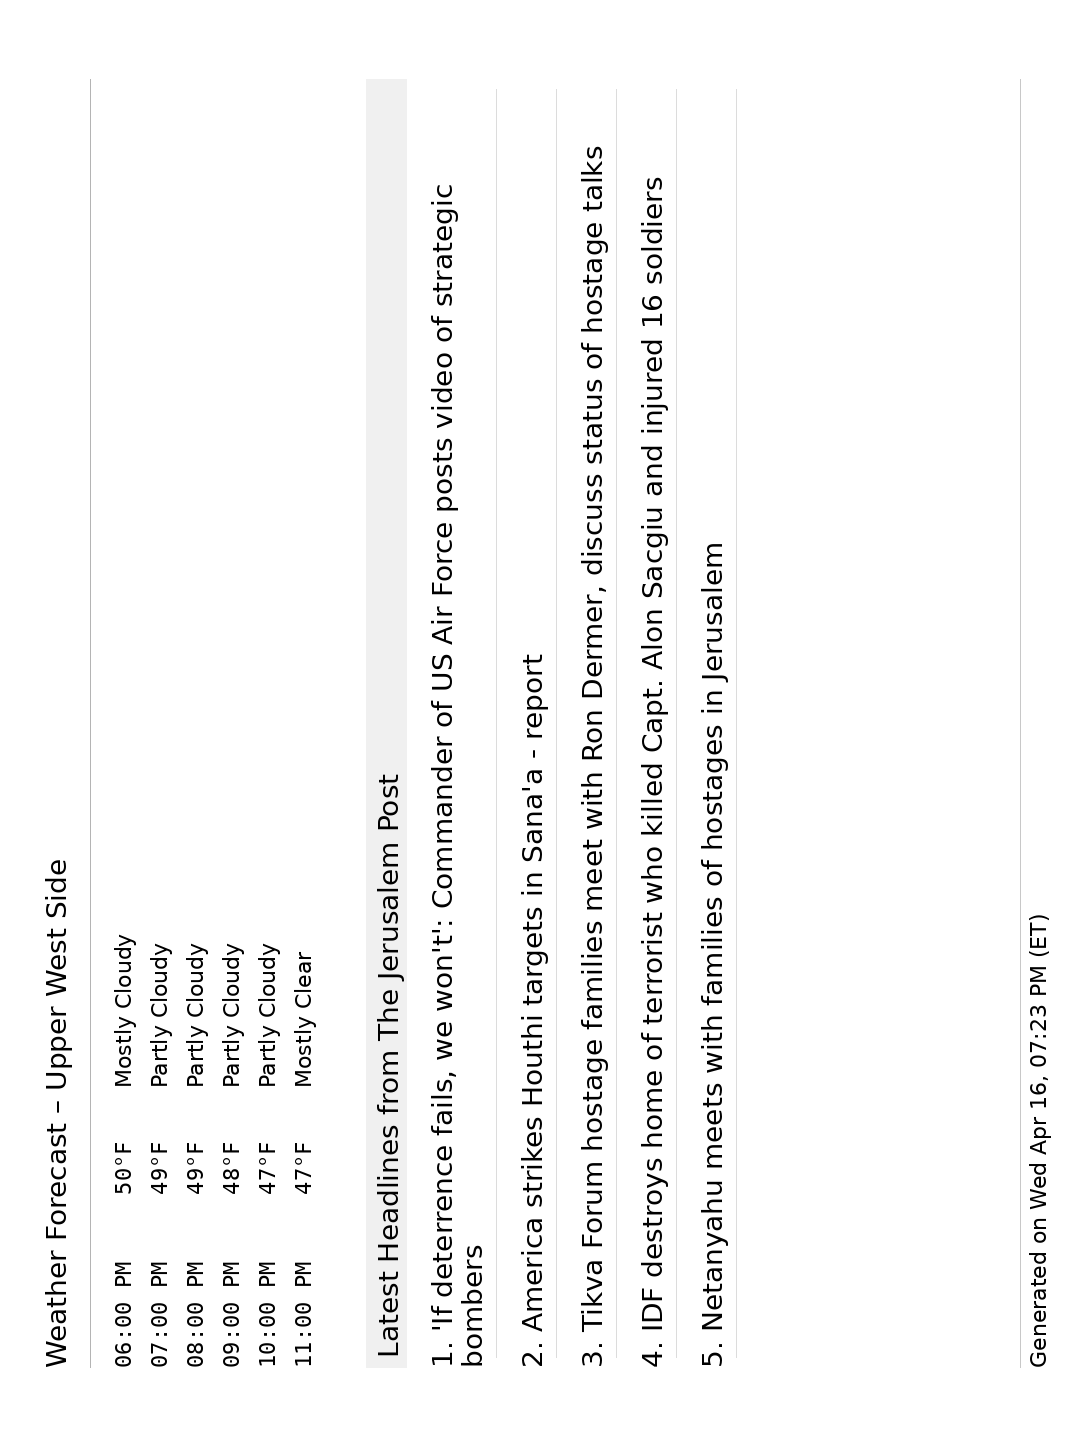 Weather Forecast – Upper West Side
06:00 PM 50°F Mostly Cloudy
07:00 PM 49°F Partly Cloudy
08:00 PM 49°F Partly Cloudy
09:00 PM 48°F Partly Cloudy
10:00 PM 47°F Partly Cloudy
11:00 PM 47°F Mostly Clear
Latest Headlines from The Jerusalem Post
1. 'If deterrence fails, we won't': Commander of US Air Force posts video of strategic
bombers
2. America strikes Houthi targets in Sana'a - report
3. Tikva Forum hostage families meet with Ron Dermer, discuss status of hostage talks
4. IDF destroys home of terrorist who killed Capt. Alon Sacgiu and injured 16 soldiers
5. Netanyahu meets with families of hostages in Jerusalem
Generated on Wed Apr 16, 07:23 PM (ET)